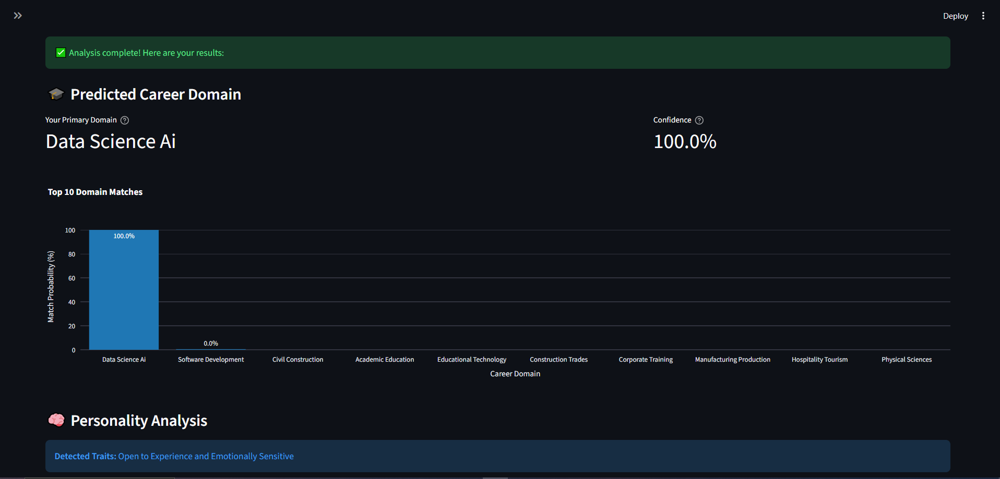 Deploy
Analysis complete! Here are your results:
Predicted Career Domain
Your Primary Domain
Confidence
Data Science Ai
100.0%
Top 10 Domain Matches
Match Probability (%)
100
80
60
40
20
0
100.0%
0.0%
Data Science Ai
Software Development
Civil Construction
Academic Education
Educational Technology
Construction Trades
Corporate Training
Manufacturing Production
Hospitality Tourism
Physical Sciences
Career Domain
Personality Analysis
Detected Traits: Open to Experience and Emotionally Sensitive